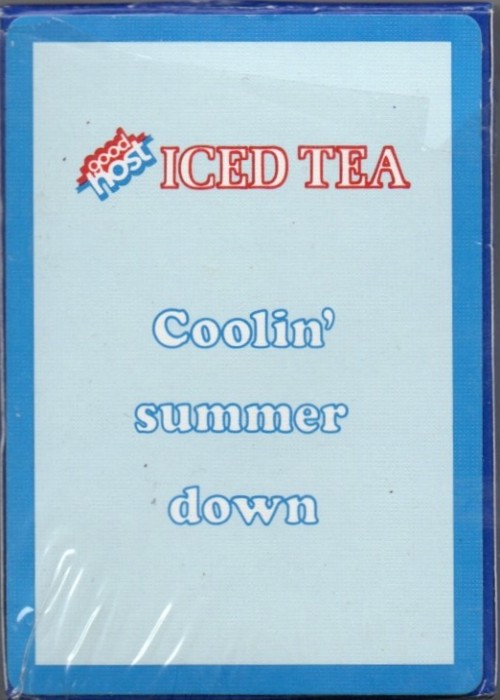 good
host
ICED TEA
Coolin'
summer
down